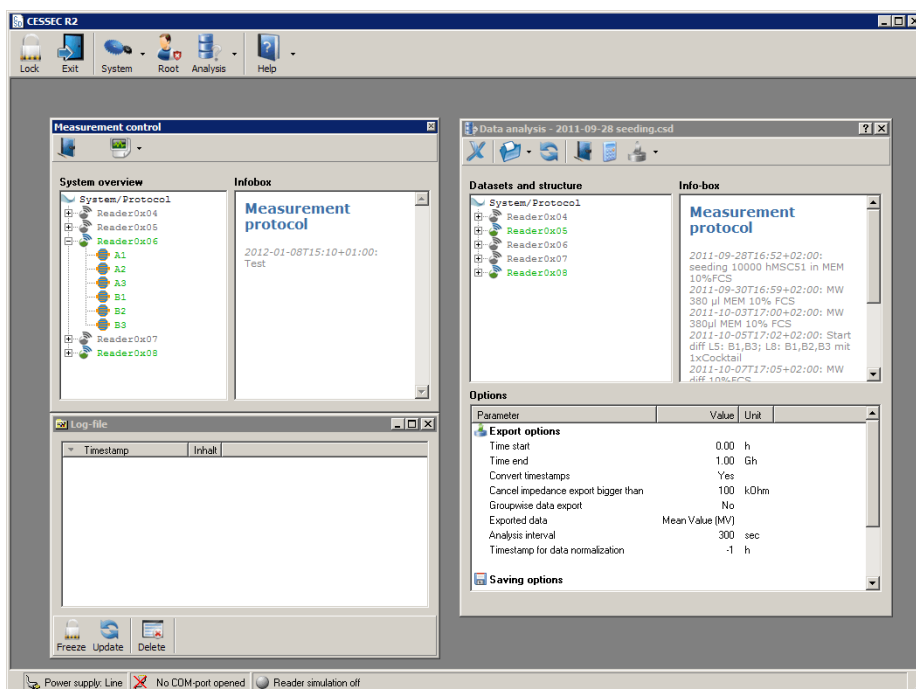 CESSEC R2
Lock
Exit
System
Root
Analysis
Help
Measurement control
System overview
System/Protocol
Reader0x04
Reader0x05
Reader0x06
A1
A2
A3
B1
B2
B3
Reader0x07
Reader0x08
Infobox
Measurement
protocol
2012-01-08T15:10+01:00:
Test
Log-file
Timestamp
Inhalt
Freeze
Update
Delete
Data analysis - 2011-09-28 seeding.csd
Datasets and structure
System/Protocol
Reader0x04
Reader0x05
Reader0x06
Reader0x07
Reader0x08
Info-box
Measurement
protocol
2011-09-28T16:52+02:00:
seeding 10000 hMSC51 in MEM
10%FCS
2011-09-30T16:59+02:00: MW
380 µl MEM 10% FCS
2011-10-03T17:00+02:00: MW
380µl MEM 10% FCS
2011-10-05T17:02+02:00: Start
diff L5: B1,B3; L8: B1,B2,B3 mit
1xCocktail
2011-10-07T17:05+02:00: MW
diff 10%FCS
Options
Parameter Value Unit
Export options
Time start 0.00 h
Time end 1.00 Gh
Convert timestamps Yes
Cancel impedance export bigger than 100 kOhm
Groupwise data export No
Exported data Mean Value (MV)
Analysis interval 300 sec
Timestamp for data normalization -1 h
Saving options
Power supply: Line
No COM-port opened
Reader simulation off